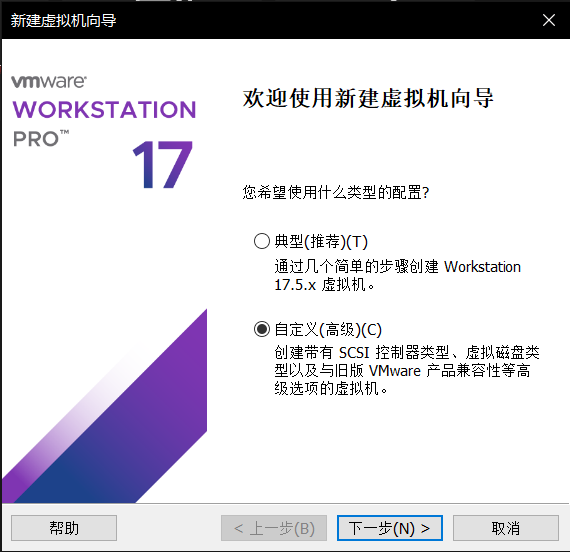 新建虚拟机向导
vmware®
WORKSTATION
PRO™
17
欢迎使用新建虚拟机向导
您希望使用什么类型的配置?
典型(推荐)(T)
通过几个简单的步骤创建 Workstation
17.5.x 虚拟机。
自定义(高级)(C)
创建带有 SCSI 控制器类型、虚拟磁盘类
型以及与旧版 VMware 产品兼容性等高
级选项的虚拟机。
帮助
< 上一步(B)
下一步(N) >
取消